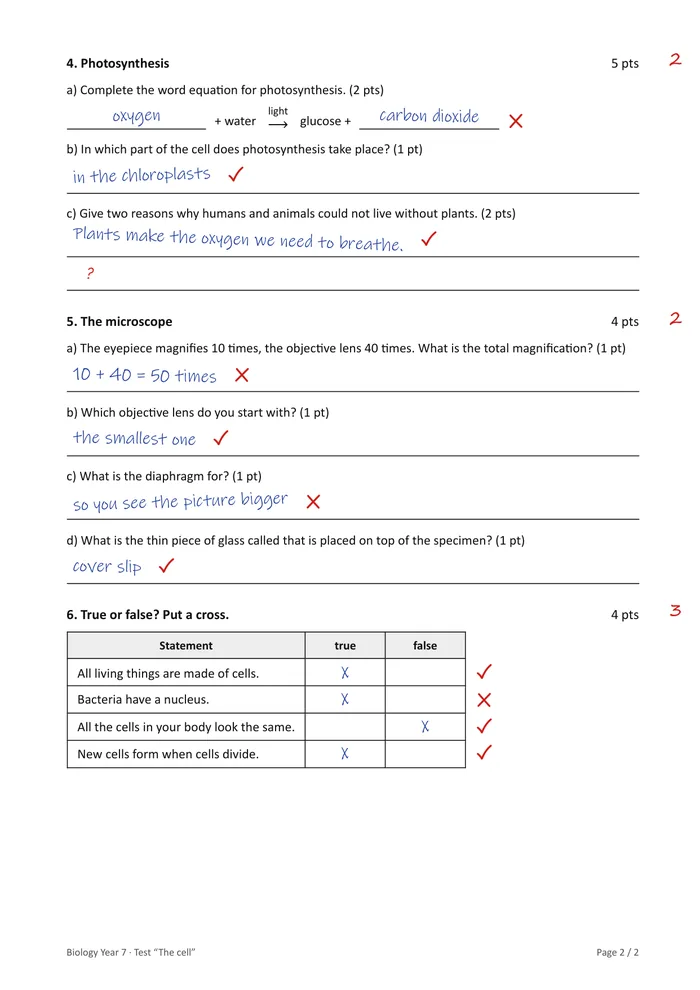 4. Photosynthesis 5 pts 2
a) Complete the word equation for photosynthesis. (2 pts)
light
oxygen + water ⟶ glucose + carbon dioxide ✗
b) In which part of the cell does photosynthesis take place? (1 pt)
in the chloroplasts ✓
c) Give two reasons why humans and animals could not live without plants. (2 pts)
Plants make the oxygen we need to breathe. ✓
?
5. The microscope 4 pts 2
a) The eyepiece magnifies 10 times, the objective lens 40 times. What is the total magnification? (1 pt)
10 + 40 = 50 times ✗
b) Which objective lens do you start with? (1 pt)
the smallest one ✓
c) What is the diaphragm for? (1 pt)
so you see the picture bigger ✗
d) What is the thin piece of glass called that is placed on top of the specimen? (1 pt)
cover slip ✓
6. True or false? Put a cross. 4 pts 3
Statement true false
All living things are made of cells. X ✓
Bacteria have a nucleus. X ✗
All the cells in your body look the same. X ✓
New cells form when cells divide. X ✓
Biology Year 7 · Test “The cell” Page 2 / 2